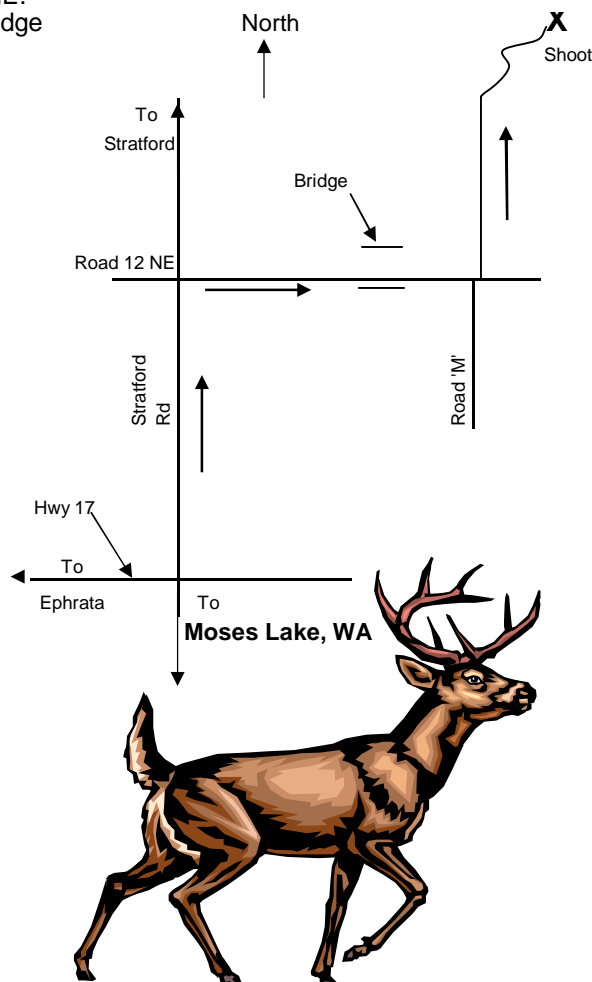 North
X
Shoot
To
Stratford
Bridge
Road 12 NE
Stratford
Rd
Road 'M'
Hwy 17
To
Ephrata
To
Moses Lake, WA